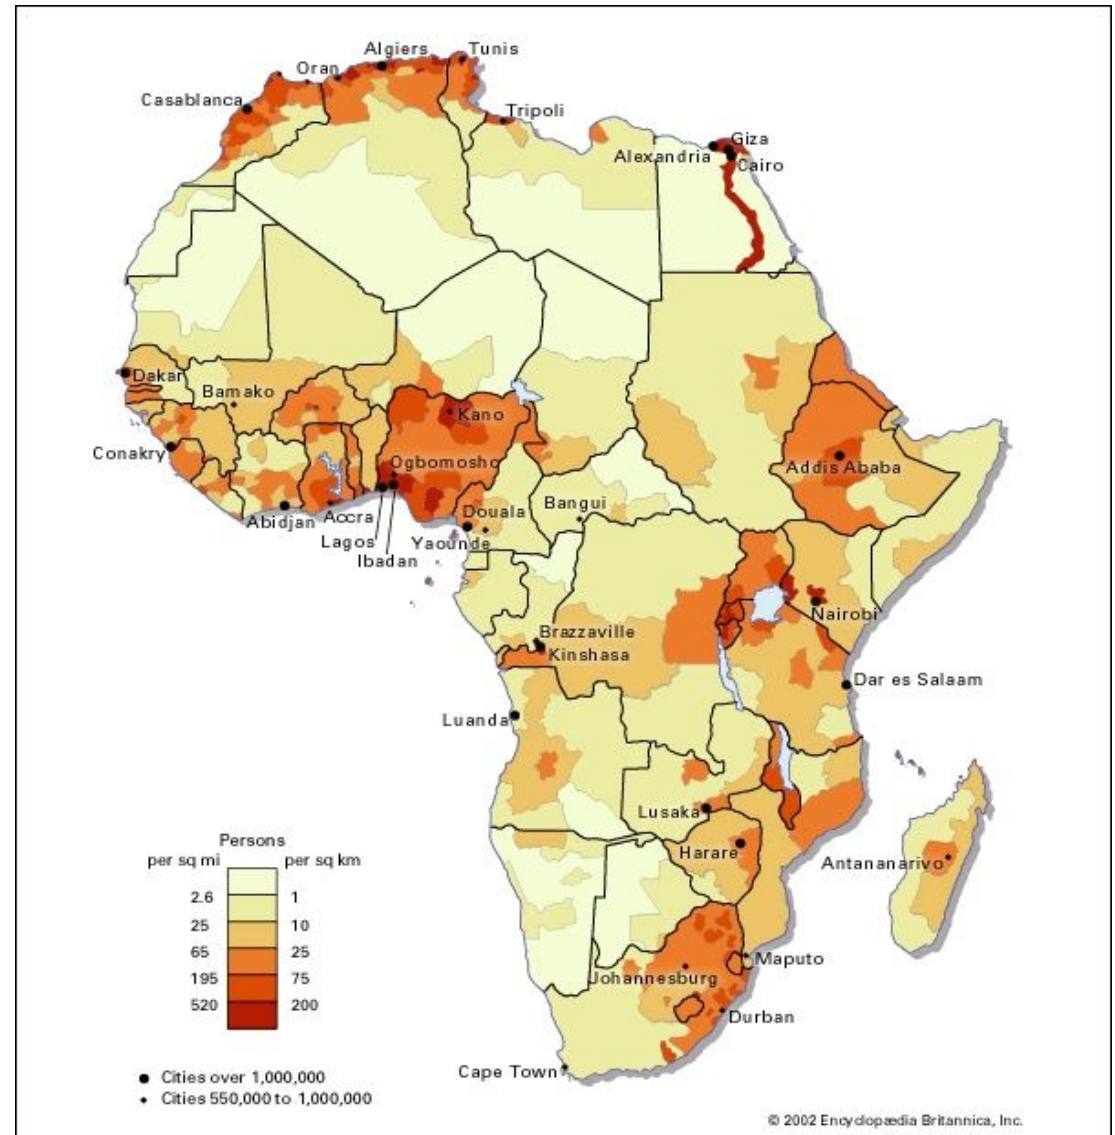 Algiers
Tunis
Oran
Casablanca
Tripoli
Giza
Alexandria
Cairo
Dakar
Bamako
Kano
Conakry
Ogbomosho
Addis Ababa
Abidjan
Accra
Lagos
Ibadan
Douala
Yaounde
Bangui
Nairobi
Brazzaville
Kinshasa
Dar es Salaam
Luanda
Lusaka
Harare
Antananarivo
Maputo
Johannesburg
Durban
Cape Town
Persons
per sq mi per sq km
2.6 1
25 10
65 25
195 75
520 200
Cities over 1,000,000
Cities 550,000 to 1,000,000
© 2002 Encyclopædia Britannica, Inc.